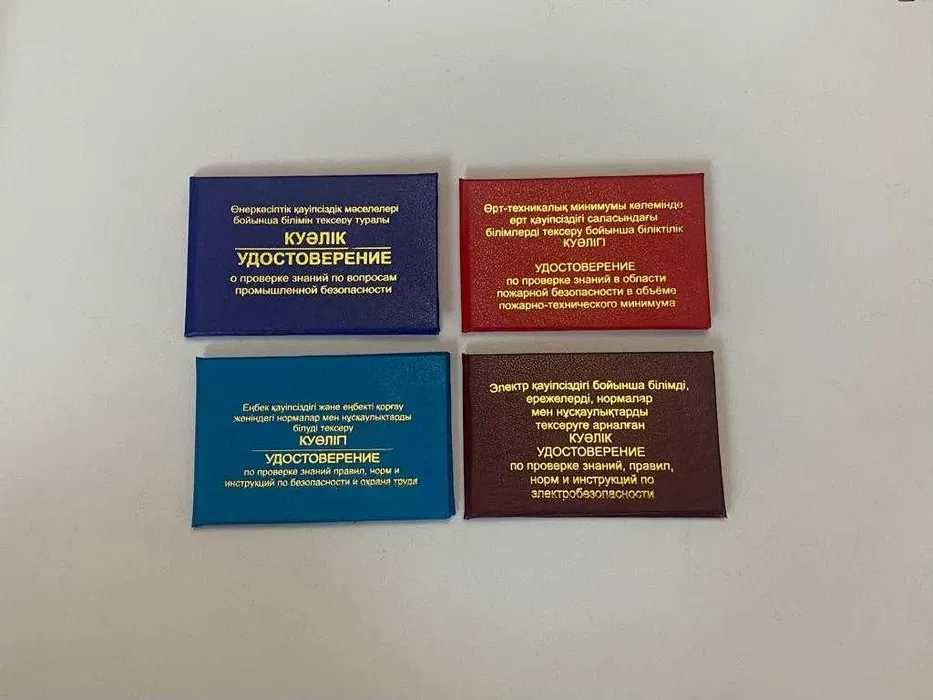 Өнеркәсіптік қауіпсіздік мәселелері
бойынша білімін тексеру туралы
КУӘЛІК
УДОСТОВЕРЕНИЕ
о проверке знаний по вопросам
промышленной безопасности
Өрт-техникалық минимумы көлемінде
өрт қауіпсіздігі саласындағы
білімлерді тексеру бойынша біліктілік
КУӘЛІГІ
УДОСТОВЕРЕНИЕ
по проверке знаний в области
пожарной безопасности в объёме
пожарно-технического минимума
Еңбек қауіпсіздігі және еңбекті қорғау
жөніндегі нормалар мен нұсқаулықтарды
білуді тексеру
КУӘЛІГІ
УДОСТОВЕРЕНИЕ
по проверке знаний правил, норм и
инструкций по безопасности и охрана труда
Электр қауіпсіздігі бойынша білімді,
ережелерді, нормалар
мен нұсқаулықтарды
тексеруге арналған
КУӘЛІК
УДОСТОВЕРЕНИЕ
по проверке знаний, правил,
норм и инструкций по
электробезопасности